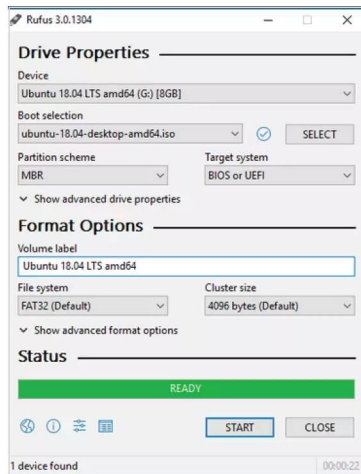 Rufus 3.0.1304
Drive Properties
Device
Ubuntu 18.04 LTS amd64 (G:) [8GB]
Boot selection
ubuntu-18.04-desktop-amd64.iso
SELECT
Partition scheme
Target system
MBR
BIOS or UEFI
Show advanced drive properties
Format Options
Volume label
Ubuntu 18.04 LTS amd64
File system
Cluster size
FAT32 (Default)
4096 bytes (Default)
Show advanced format options
Status
READY
START
CLOSE
1 device found
00:00:22